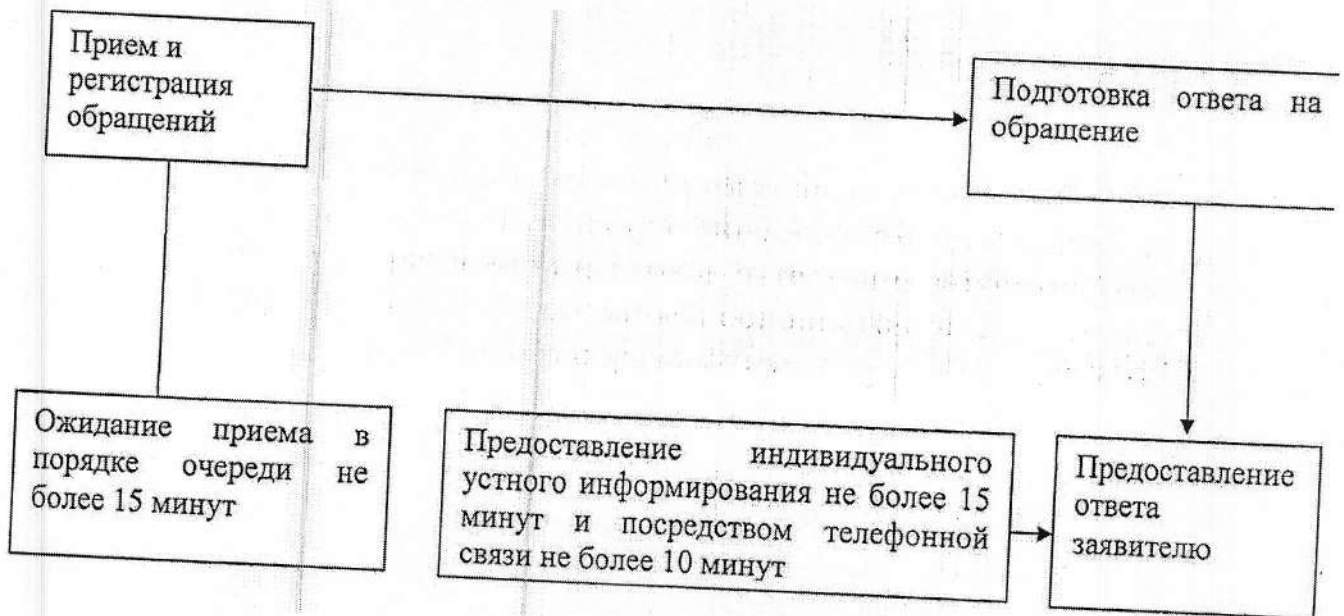 Прием и
регистрация
обращений
Подготовка ответа на
обращение
Ожидание приема в
порядке очереди не
более 15 минут
Предоставление индивидуального
устного информирования не более 15
минут и посредством телефонной
связи не более 10 минут
Предоставление
ответа
заявителю